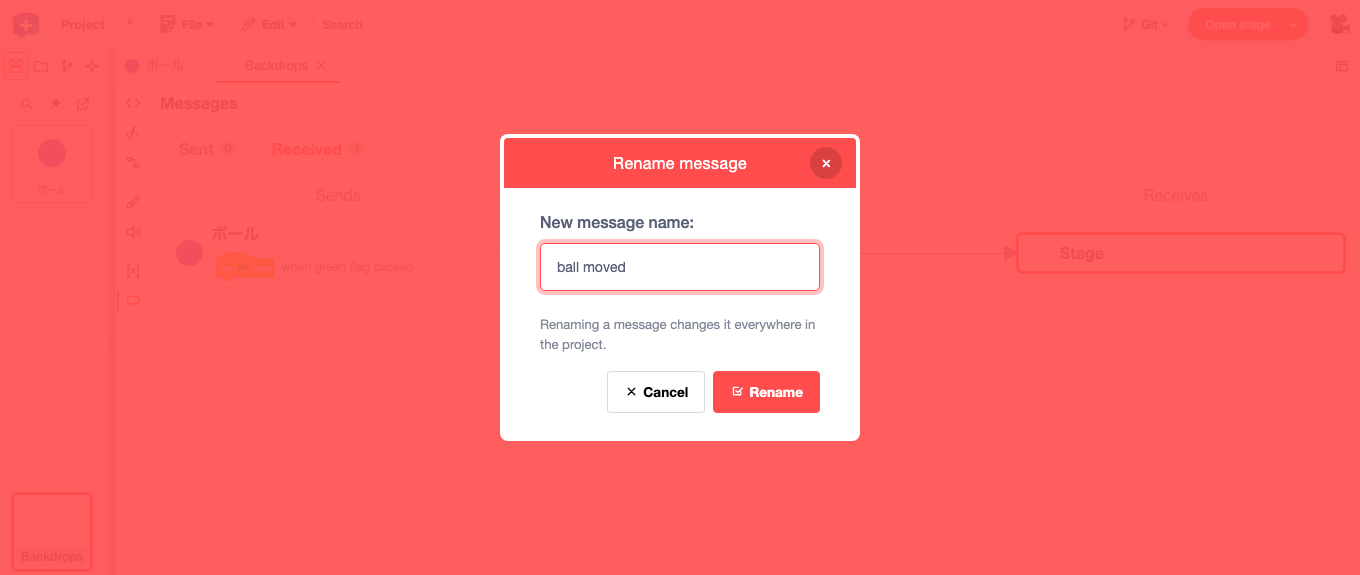 Project * File Edit Search Git Open stage
ボール Backdrops
Messages
Sent 0 Received 1
Sends Receives
ボール
when green flag clicked
Stage
ボール
Backdrops
Rename message
New message name:
ball moved
Renaming a message changes it everywhere in
the project.
Cancel Rename